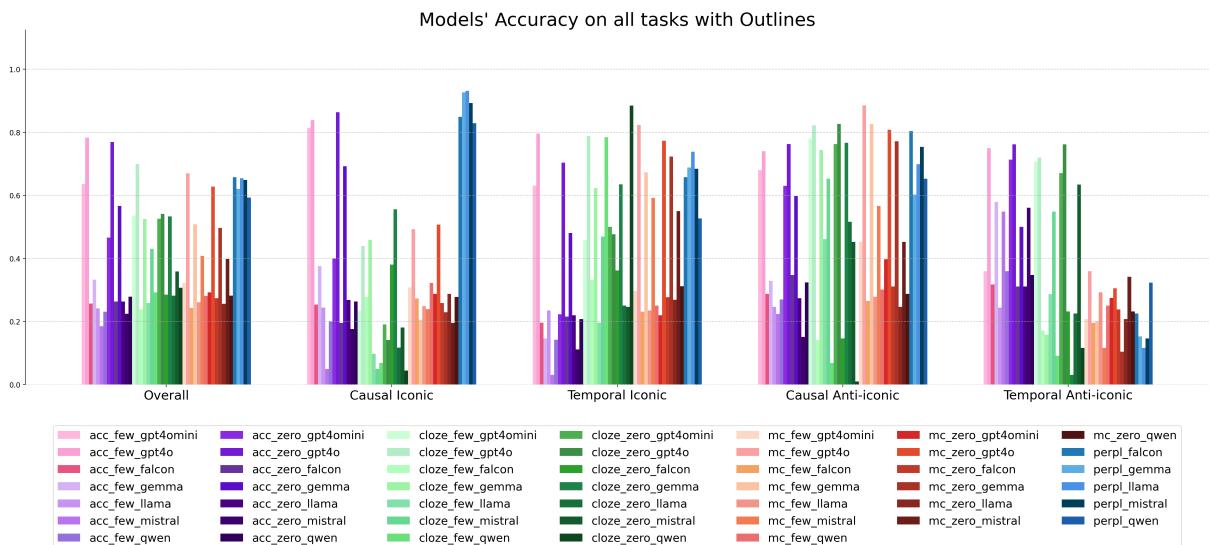 Models' Accuracy on all tasks with Outlines
1.0
0.8
0.6
0.4
0.2
0.0
Overall Causal Iconic Temporal Iconic Causal Anti-iconic Temporal Anti-iconic
acc_few_gpt4omini acc_zero_gpt4omini cloze_few_gpt4omini cloze_zero_gpt4omini mc_few_gpt4omini mc_zero_gpt4omini mc_zero_qwen
acc_few_gpt4o acc_zero_gpt4o cloze_few_gpt4o cloze_zero_gpt4o mc_few_gpt4o mc_zero_gpt4o perpl_falcon
acc_few_falcon acc_zero_falcon cloze_few_falcon cloze_zero_falcon mc_few_falcon mc_zero_falcon perpl_gemma
acc_few_gemma acc_zero_gemma cloze_few_gemma cloze_zero_gemma mc_few_gemma mc_zero_gemma perpl_llama
acc_few_llama acc_zero_llama cloze_few_llama cloze_zero_llama mc_few_llama mc_zero_llama perpl_mistral
acc_few_mistral acc_zero_mistral cloze_few_mistral cloze_zero_mistral mc_few_mistral mc_zero_mistral perpl_qwen
acc_few_qwen acc_zero_qwen cloze_few_qwen cloze_zero_qwen mc_few_qwen